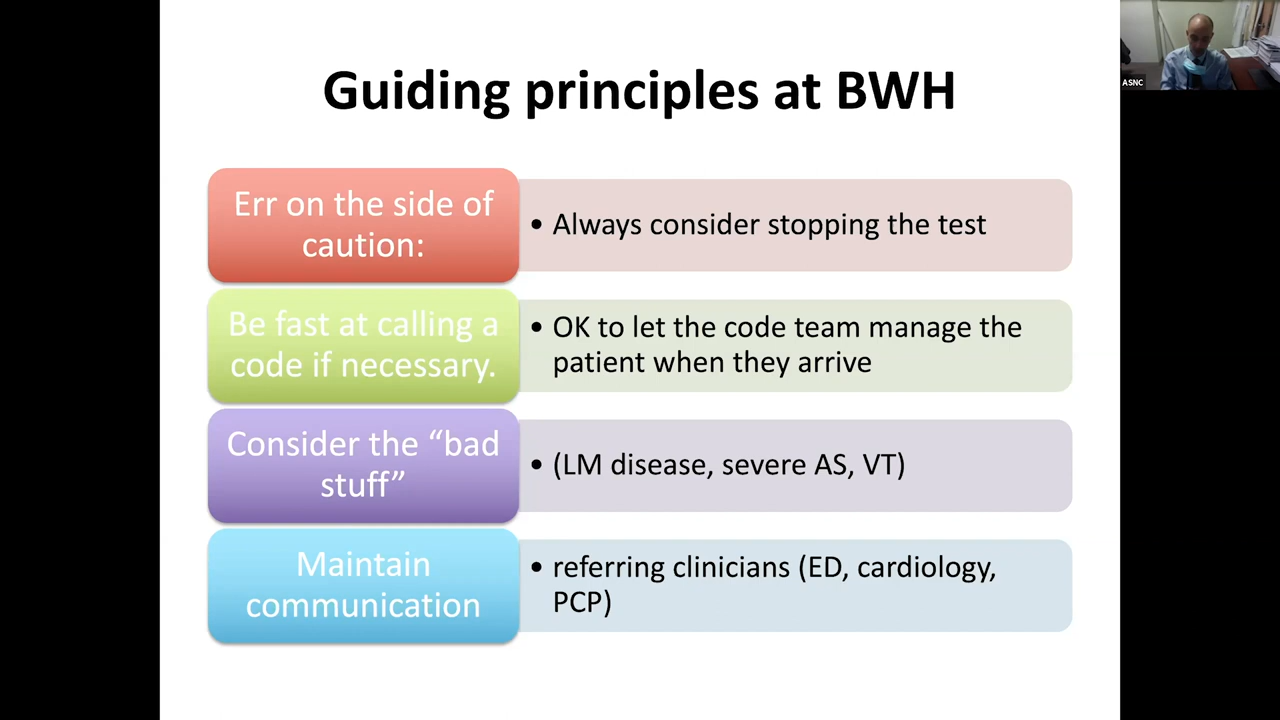 Guiding principles at BWH
Err on the side of
caution:
• Always consider stopping the test
Be fast at calling a
code if necessary.
• OK to let the code team manage the
patient when they arrive
Consider the “bad
stuff”
• (LM disease, severe AS, VT)
Maintain
communication
• referring clinicians (ED, cardiology,
PCP)
ASNC